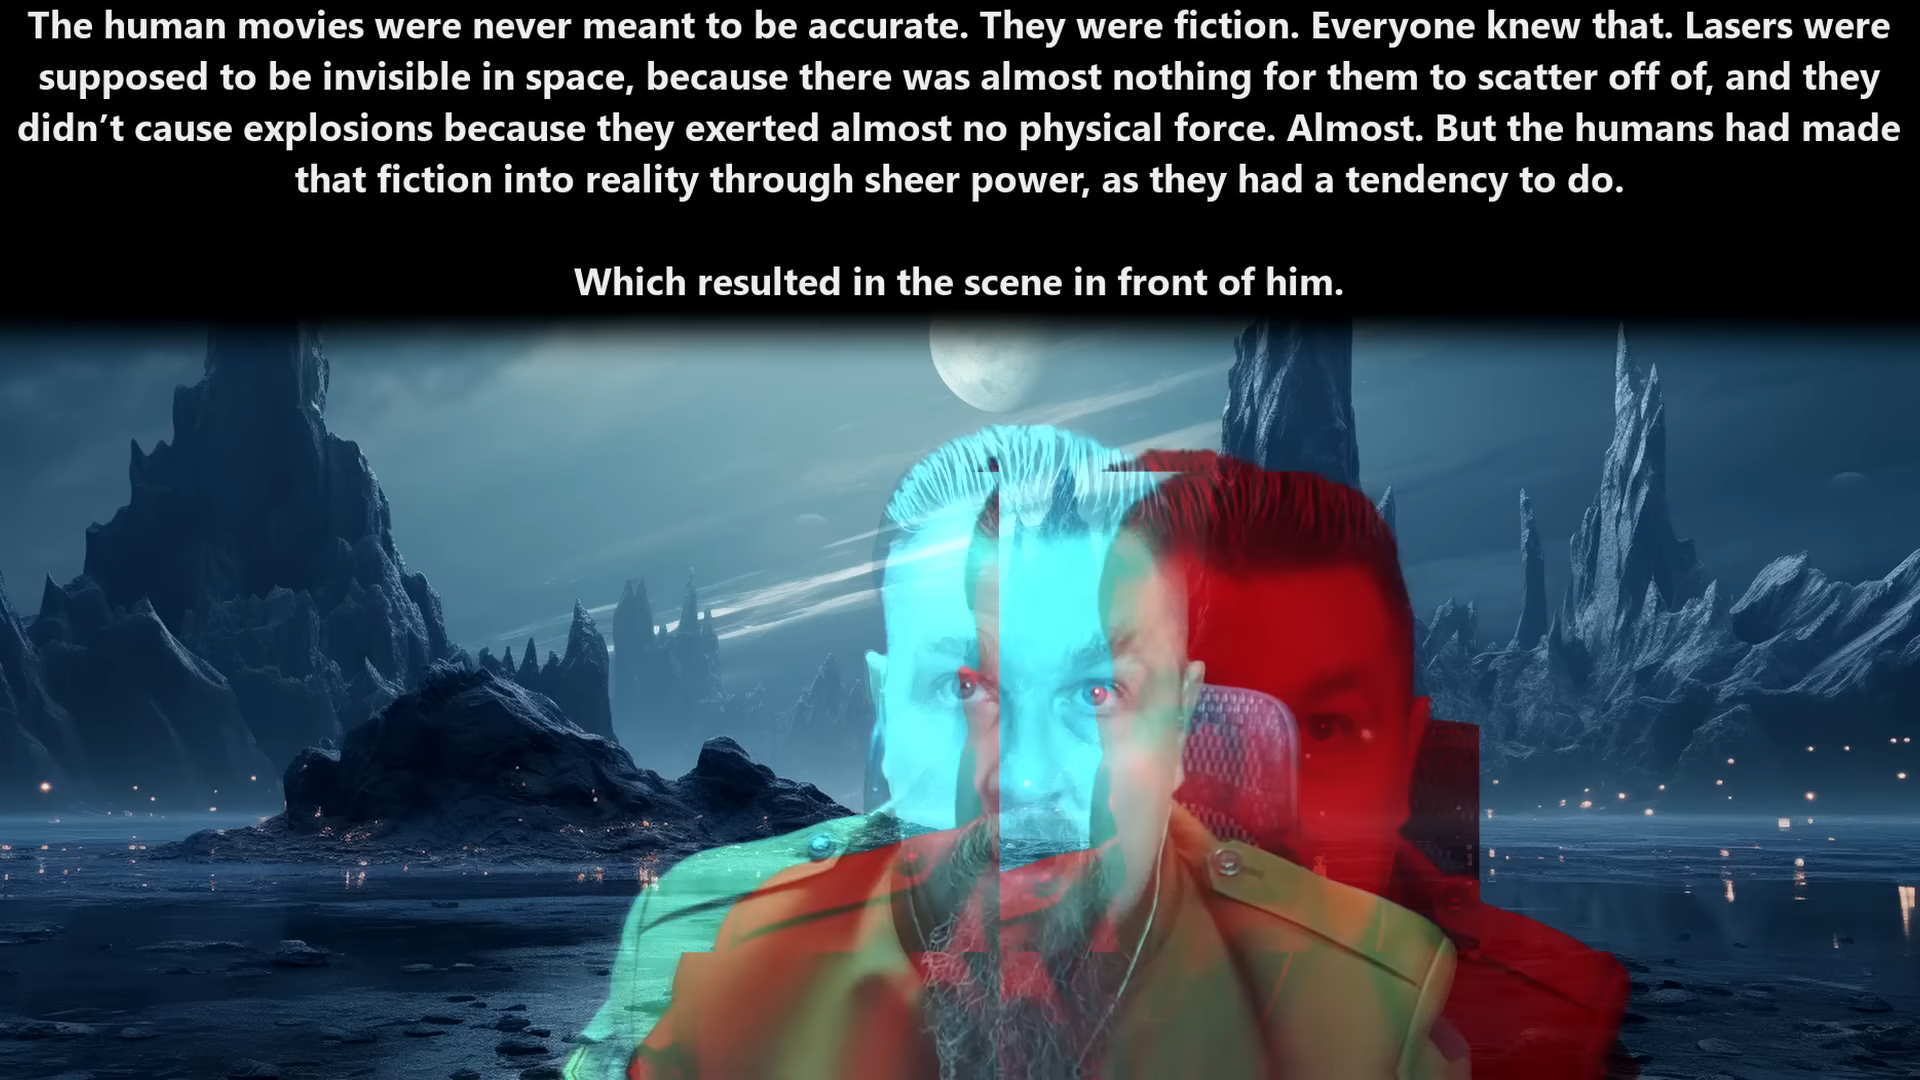 The human movies were never meant to be accurate. They were fiction. Everyone knew that. Lasers were
supposed to be invisible in space, because there was almost nothing for them to scatter off of, and they
didn’t cause explosions because they exerted almost no physical force. Almost. But the humans had made
that fiction into reality through sheer power, as they had a tendency to do.
Which resulted in the scene in front of him.